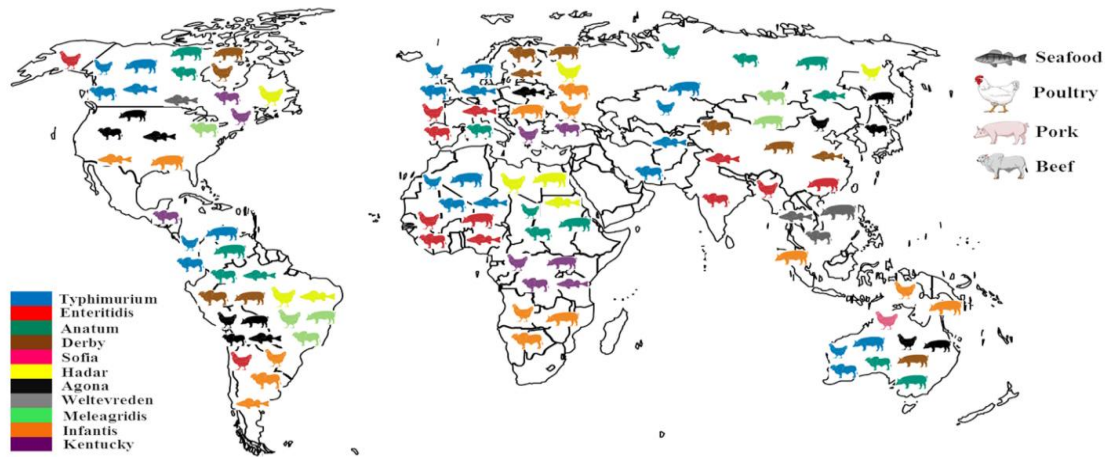 Seafood
Poultry
Pork
Beef
Typhimurium
Enteritidis
Anatum
Derby
Sofia
Hadar
Agona
Weltevreden
Meleagridis
Infantis
Kentucky